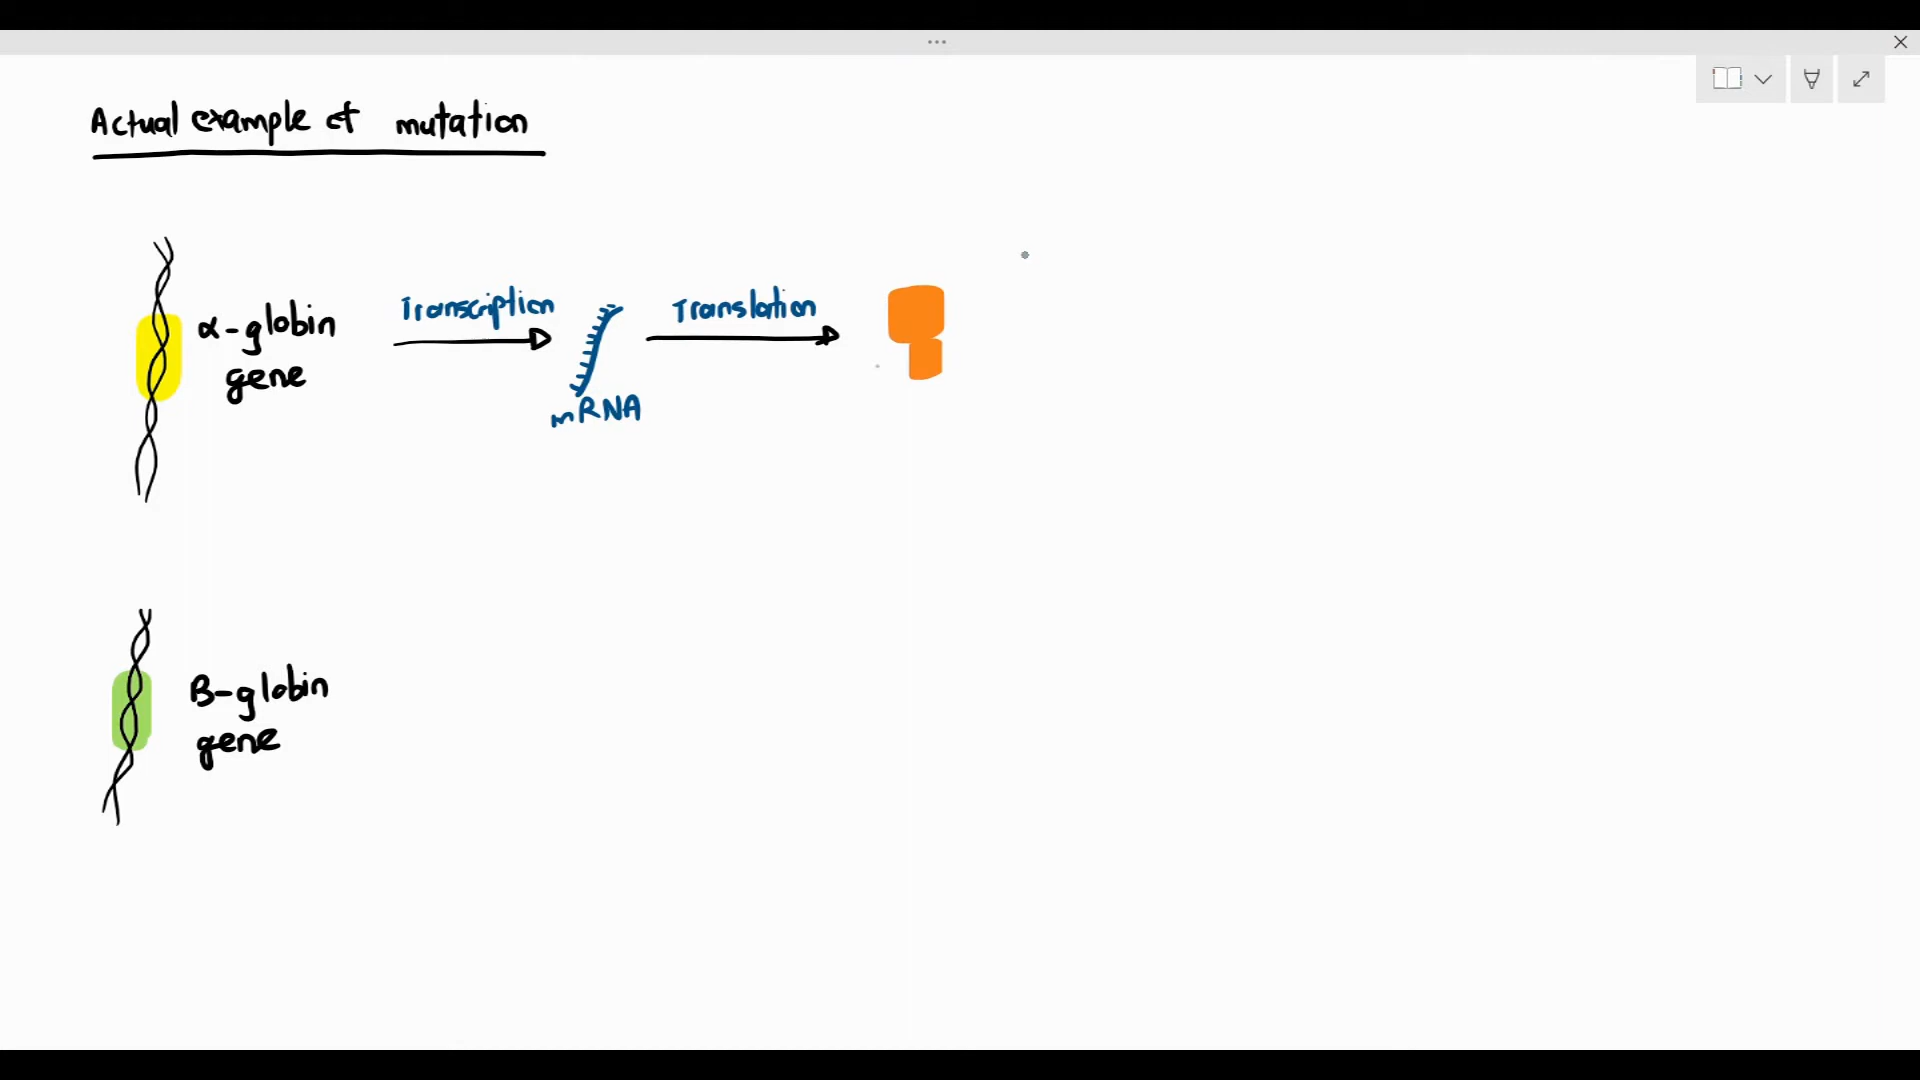 Actual example of mutation
α-globin
gene
Transcription
mRNA
Translation
B-globin
gene